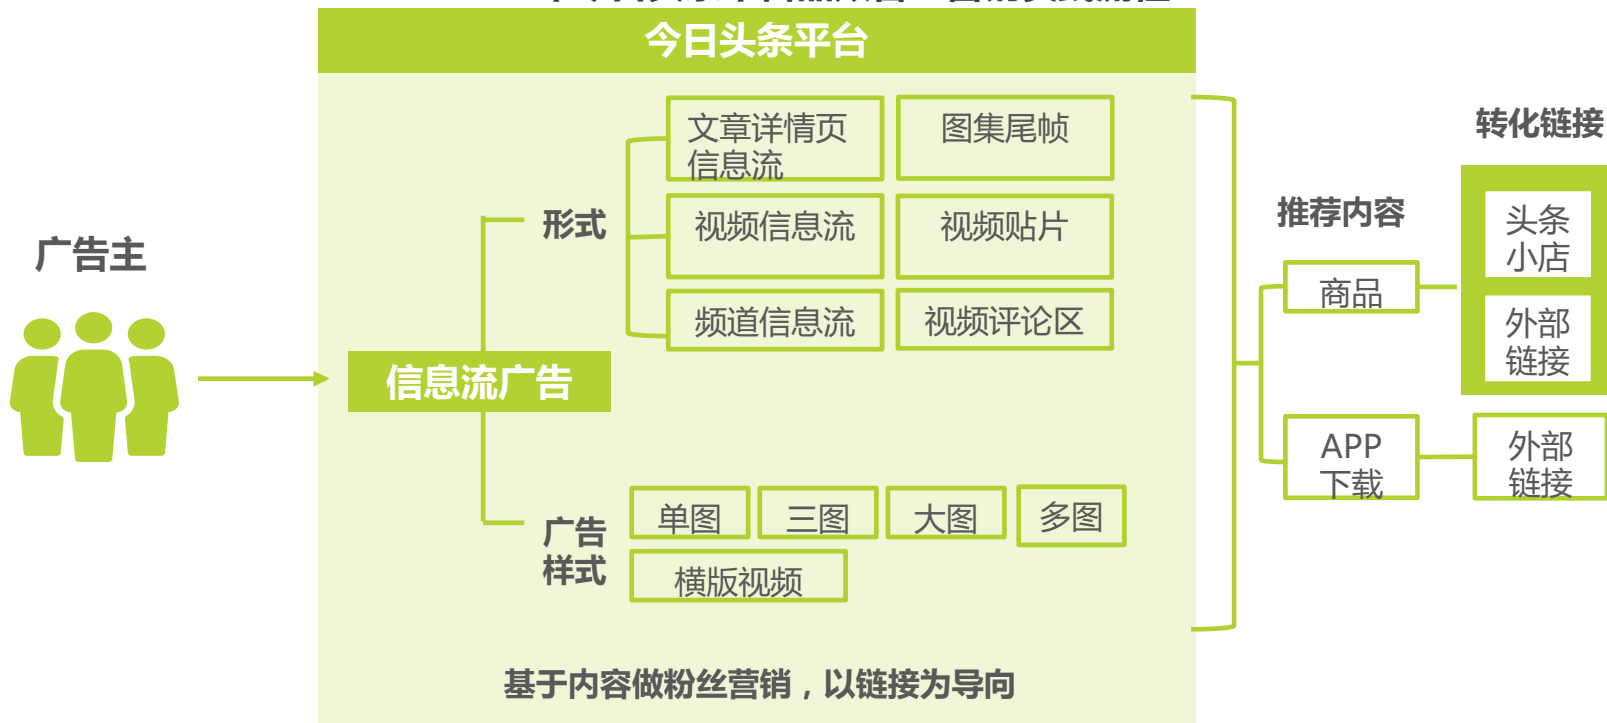 今日头条平台
文章详情页
信息流
图集尾帧
转化链接
形式
视频信息流
视频贴片
推荐内容
头条
小店
广告主
频道信息流
视频评论区
商品
外部
链接
信息流广告
APP
下载
外部
链接
广告
样式
单图
三图
大图
多图
横版视频
基于内容做粉丝营销，以链接为导向